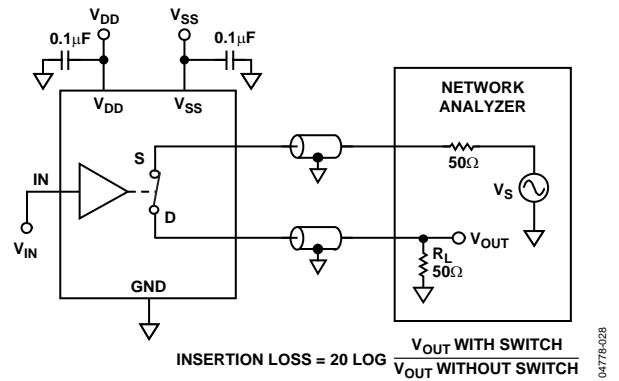 VDD VSS
0.1μF 0.1μF
VDD VSS
NETWORK
ANALYZER
S
50Ω
IN
VS
D
VOUT
VIN
RL
50Ω
GND
INSERTION LOSS = 20 LOG VOUT WITH SWITCH
VOUT WITHOUT SWITCH
04778-028